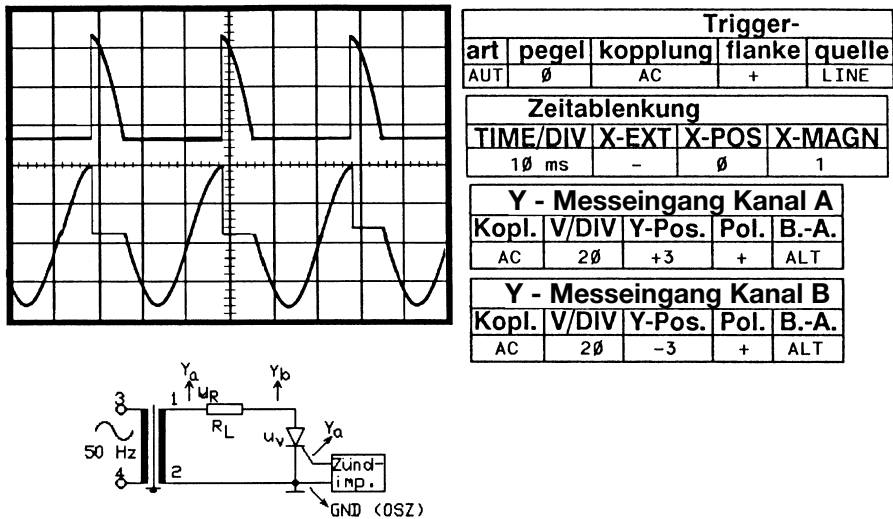 Trigger-
art pegel kopplung flanke quelle
AUT Ø AC + LINE
Zeitablenkung
TIME/DIV X-EXT X-POS X-MAGN
1Ø ms - Ø 1
Y - Messeingang Kanal A
Kopl. V/DIV Y-Pos. Pol. B.-A.
AC 2Ø +3 + ALT
Y - Messeingang Kanal B
Kopl. V/DIV Y-Pos. Pol. B.-A.
AC 2Ø -3 + ALT
Ya Yb
3 1 uR
RL
uv Ya
50 Hz
4 2
Zünd-
imp.
GND (OSZ)